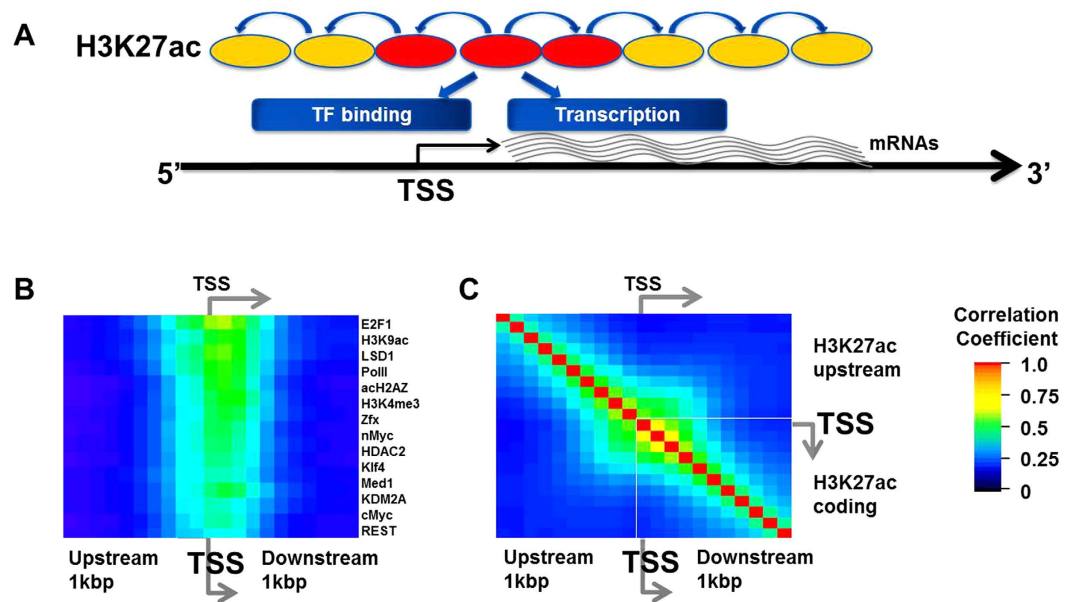 A
H3K27ac
TF binding
Transcription
mRNAs
5'
TSS
3'
B
TSS
E2F1
H3K9ac
LSD1
PolII
acH2AZ
H3K4me3
Zfx
nMyc
HDAC2
Klf4
Med1
KDM2A
cMyc
REST
Upstream
1kbp
TSS
Downstream
1kbp
C
TSS
H3K27ac
upstream
TSS
H3K27ac
coding
Upstream
1kbp
TSS
Downstream
1kbp
Correlation
Coefficient
1.0
0.75
0.5
0.25
0